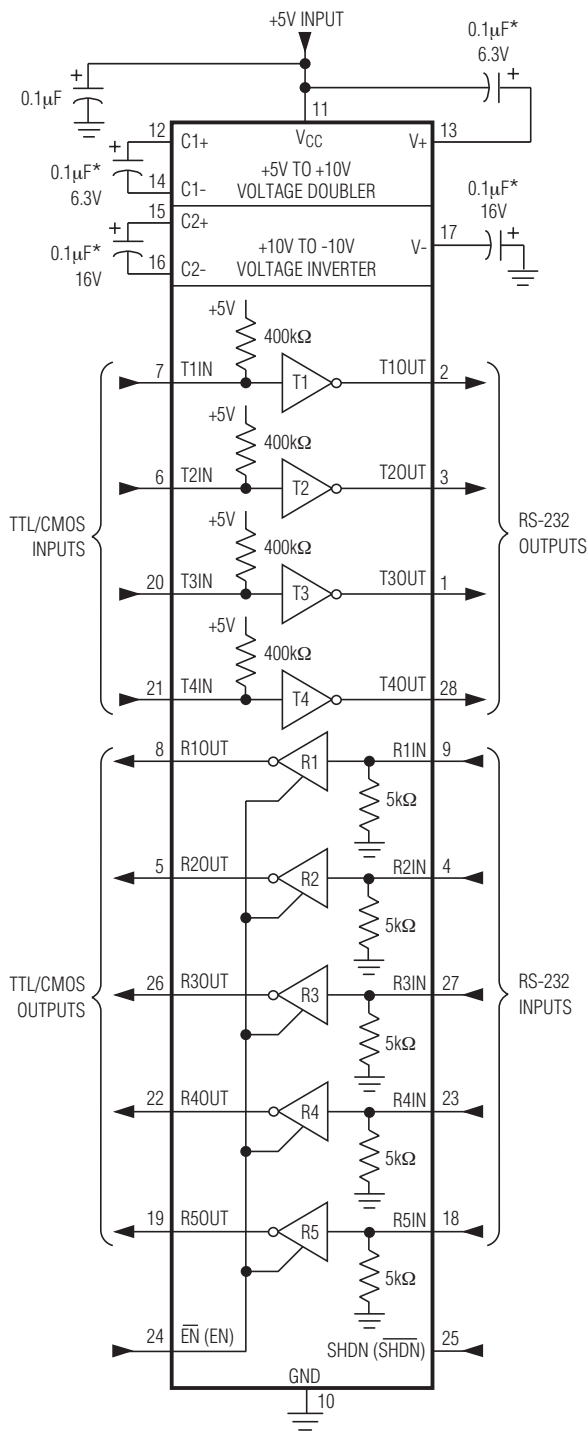 +5V INPUT
0.1µF*
6.3V
+
+
0.1µF
11
12
C1+
VCC
V+
13
+
0.1µF*
6.3V
14
C1-
+5V TO +10V
VOLTAGE DOUBLER
0.1µF*
16V
15
C2+
+
0.1µF*
16V
16
C2-
+10V TO -10V
VOLTAGE INVERTER
V-
17
+
+5V
400kΩ
7
T1IN
T1
T1OUT
2
+5V
400kΩ
6
T2IN
T2
T2OUT
3
TTL/CMOS
INPUTS
RS-232
OUTPUTS
+5V
400kΩ
20
T3IN
T3
T3OUT
1
+5V
400kΩ
21
T4IN
T4
T4OUT
28
8
R1OUT
R1
R1IN
9
5kΩ
5
R2OUT
R2
R2IN
4
5kΩ
TTL/CMOS
OUTPUTS
RS-232
INPUTS
26
R3OUT
R3
R3IN
27
5kΩ
22
R4OUT
R4
R4IN
23
5kΩ
19
R5OUT
R5
R5IN
18
5kΩ
24
E̅N̅ (EN)
SHDN (S̅H̅D̅N̅)
25
GND
10